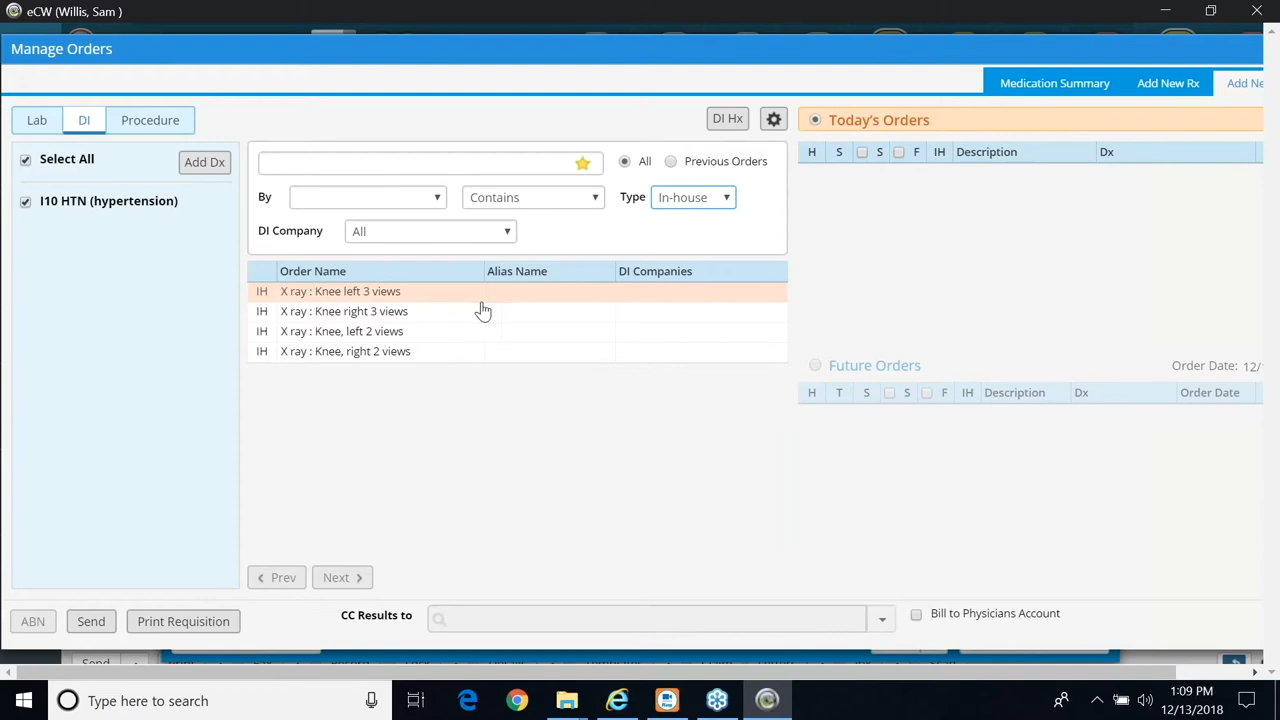 eCW (Willis, Sam )
Manage Orders
Medication Summary Add New Rx Add Ne
Lab DI Procedure DI Hx Today's Orders
Select All Add Dx All Previous Orders H S S F IH Description Dx
I10 HTN (hypertension) By Contains Type In-house
DI Company All
Order Name Alias Name DI Companies
IH X ray : Knee left 3 views
IH X ray : Knee right 3 views
IH X ray : Knee, left 2 views
IH X ray : Knee, right 2 views
Future Orders Order Date: 12/
H T S S F IH Description Dx Order Date
Prev Next
ABN Send Print Requisition CC Results to Bill to Physicians Account
Send
Type here to search 1:09 PM
12/13/2018